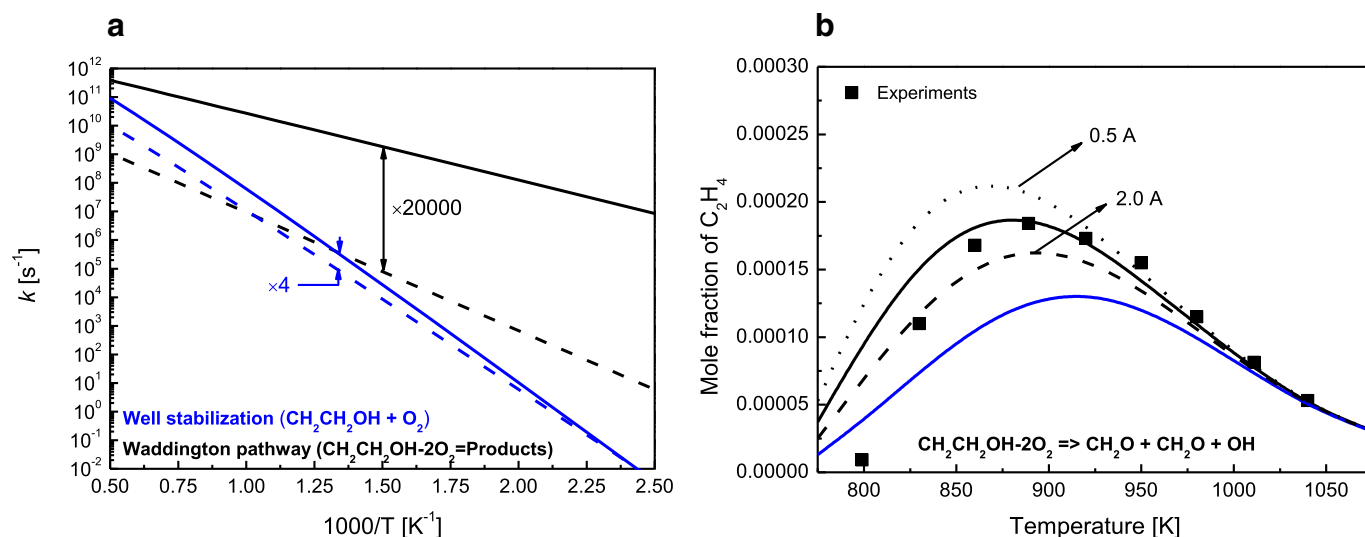 a
10^12
10^11
10^10
10^9
10^8
10^7
10^6
10^5
10^4
10^3
10^2
10^1
10^0
10^-1
10^-2
k [s^-1]
×20000
×4
Well stabilization (CH₂CH₂OH + O₂)
Waddington pathway (CH₂CH₂OH-2O₂=Products)
0.50 0.75 1.00 1.25 1.50 1.75 2.00 2.25 2.50
1000/T [K^-1]
b
0.00030
0.00025
0.00020
0.00015
0.00010
0.00005
0.00000
Mole fraction of C₂H₄
Experiments
0.5 A
2.0 A
CH₂CH₂OH-2O₂ => CH₂O + CH₂O + OH
800 850 900 950 1000 1050
Temperature [K]